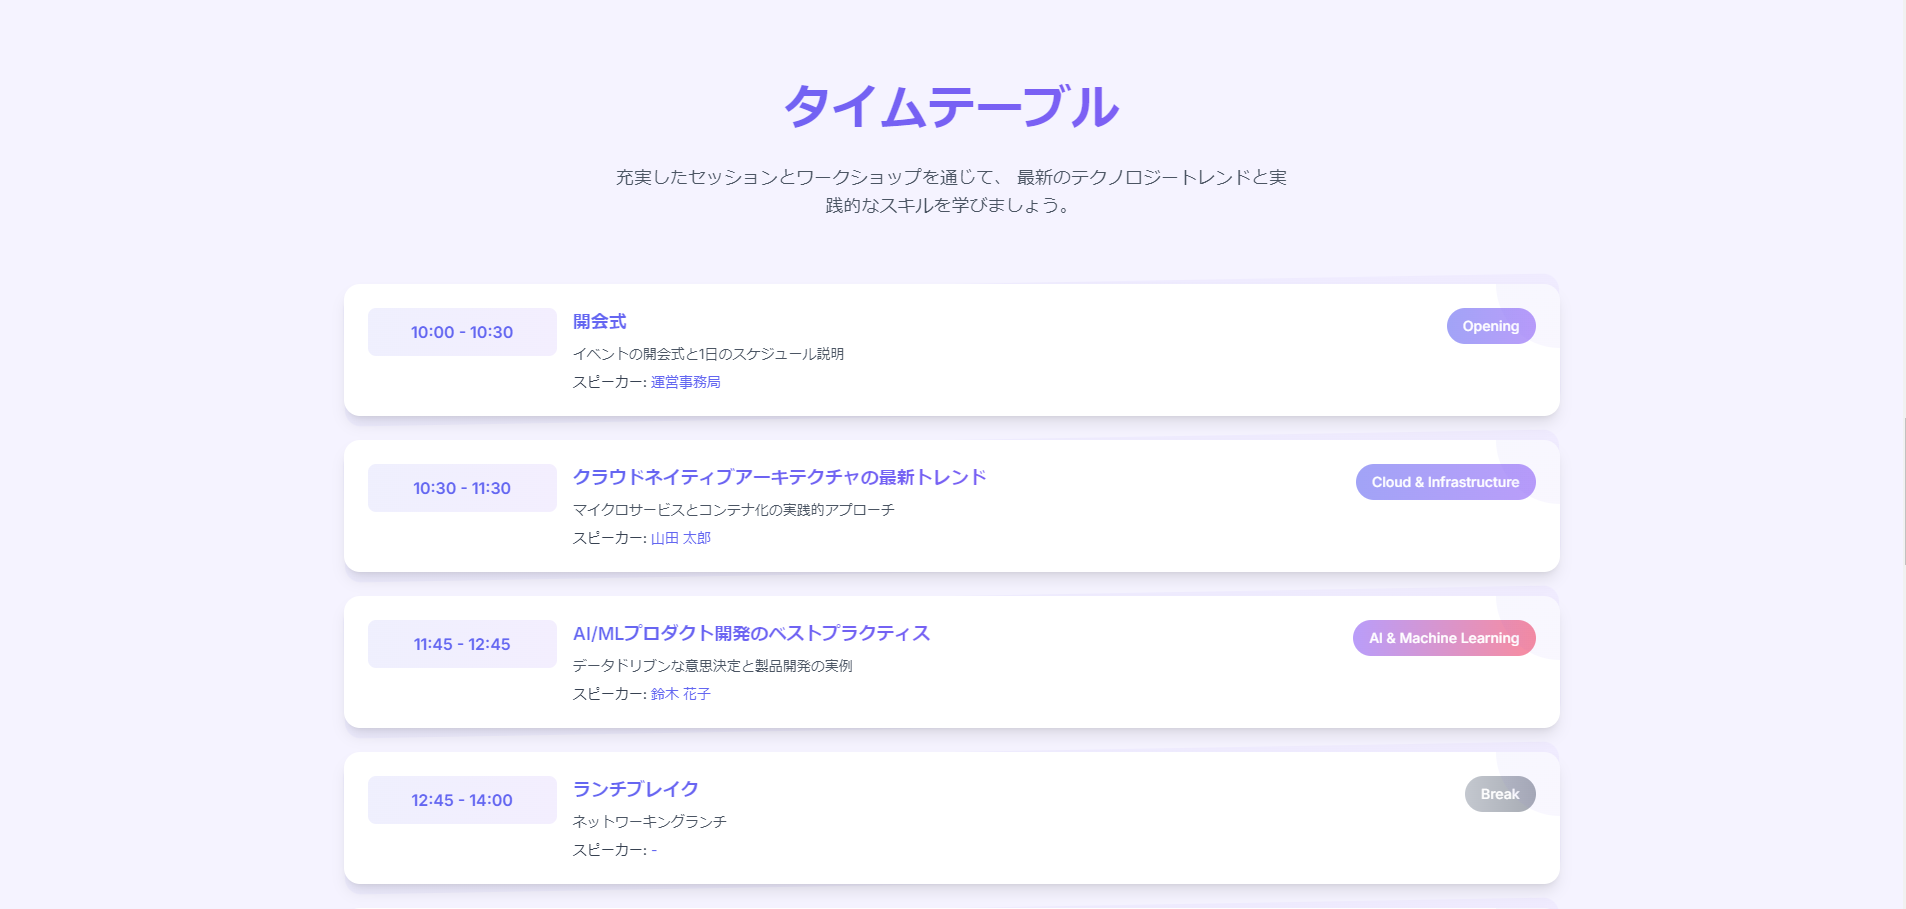 タイムテーブル
充実したセッションとワークショップを通じて、 最新のテクノロジートレンドと実
践的なスキルを学びましょう。
10:00 - 10:30
開会式
イベントの開会式と1日のスケジュール説明
スピーカー: 運営事務局
Opening
10:30 - 11:30
クラウドネイティブアーキテクチャの最新トレンド
マイクロサービスとコンテナ化の実践的アプローチ
スピーカー: 山田 太郎
Cloud & Infrastructure
11:45 - 12:45
AI/MLプロダクト開発のベストプラクティス
データドリブンな意思決定と製品開発の実例
スピーカー: 鈴木 花子
AI & Machine Learning
12:45 - 14:00
ランチブレイク
ネットワーキングランチ
スピーカー: -
Break